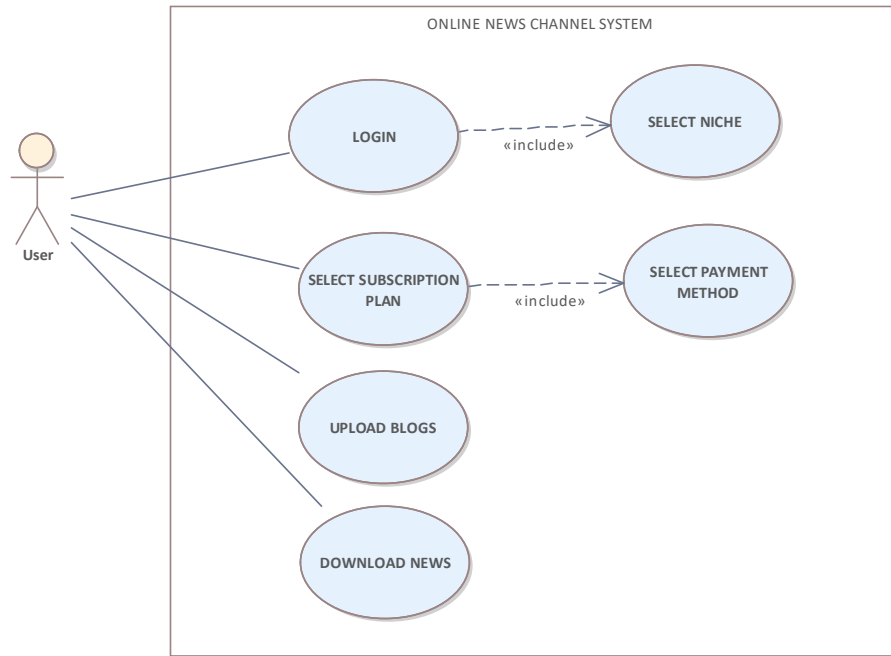 ONLINE NEWS CHANNEL SYSTEM
LOGIN
«include»
SELECT NICHE
User
SELECT SUBSCRIPTION
PLAN
«include»
SELECT PAYMENT
METHOD
UPLOAD BLOGS
DOWNLOAD NEWS